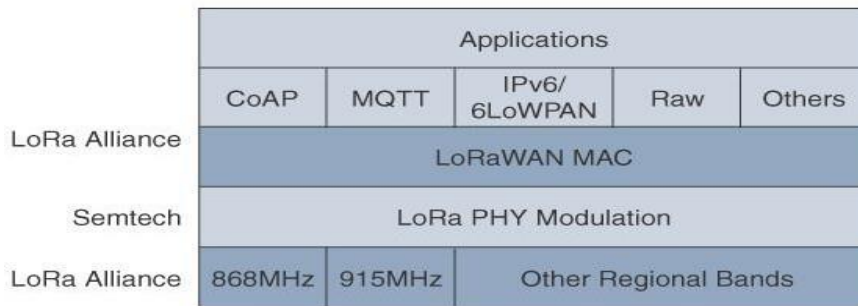 Applications
CoAP MQTT IPv6/
6LoWPAN Raw Others
LoRa Alliance LoRaWAN MAC
Semtech LoRa PHY Modulation
LoRa Alliance 868MHz 915MHz Other Regional Bands